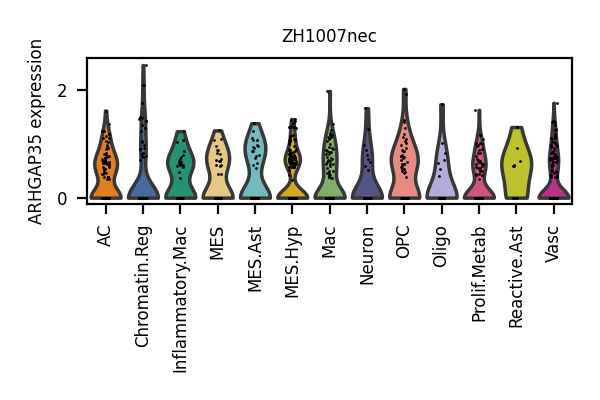 ZH1007nec
ARHGAP35 expression
2
0
AC
Chromatin.Reg
Inflammatory.Mac
MES
MES.Ast
MES.Hyp
Mac
Neuron
OPC
Oligo
Prolif.Metab
Reactive.Ast
Vasc